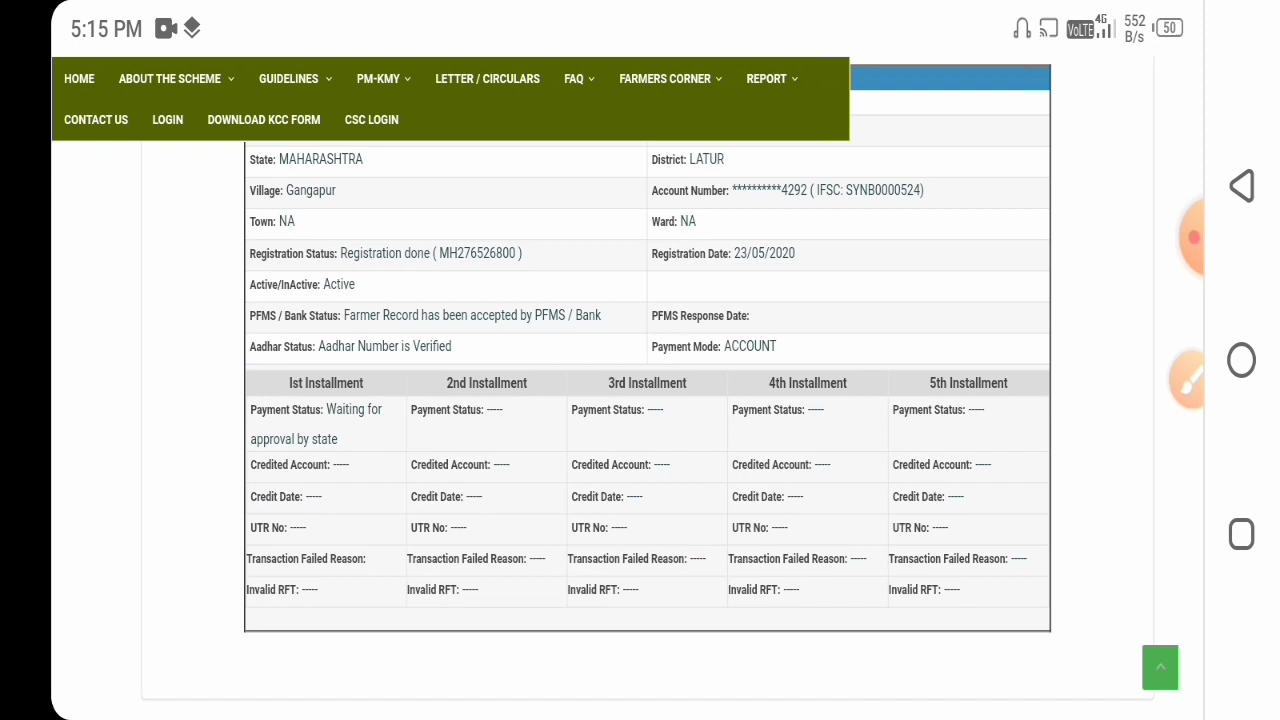 5:15 PM
VoLTE 4G 552 B/s 50
HOME ABOUT THE SCHEME GUIDELINES PM-KMY LETTER / CIRCULARS FAQ FARMERS CORNER REPORT
CONTACT US LOGIN DOWNLOAD KCC FORM CSC LOGIN
State: MAHARASHTRA District: LATUR
Village: Gangapur Account Number: **********4292 ( IFSC: SYNB0000524)
Town: NA Ward: NA
Registration Status: Registration done ( MH276526800 ) Registration Date: 23/05/2020
Active/InActive: Active
PFMS / Bank Status: Farmer Record has been accepted by PFMS / Bank PFMS Response Date:
Aadhar Status: Aadhar Number is Verified Payment Mode: ACCOUNT
Ist Installment 2nd Installment 3rd Installment 4th Installment 5th Installment
Payment Status: Waiting for Payment Status: ----- Payment Status: ----- Payment Status: ----- Payment Status: -----
approval by state
Credited Account: ----- Credited Account: ----- Credited Account: ----- Credited Account: ----- Credited Account: -----
Credit Date: ----- Credit Date: ----- Credit Date: ----- Credit Date: ----- Credit Date: -----
UTR No: ----- UTR No: ----- UTR No: ----- UTR No: ----- UTR No: -----
Transaction Failed Reason: Transaction Failed Reason: ----- Transaction Failed Reason: ----- Transaction Failed Reason: ----- Transaction Failed Reason: -----
Invalid RFT: ----- Invalid RFT: ----- Invalid RFT: ----- Invalid RFT: ----- Invalid RFT: -----